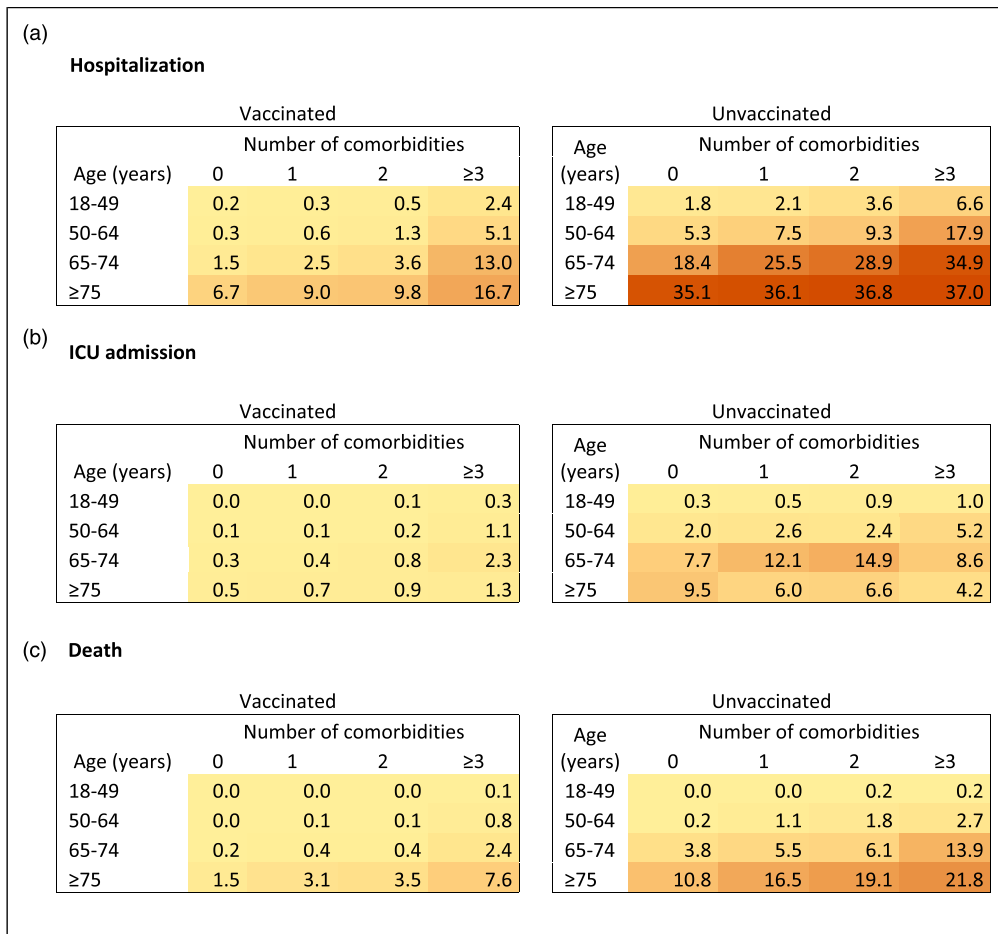 (a)
Hospitalization
Vaccinated Unvaccinated
Number of comorbidities Age Number of comorbidities
Age (years) 0 1 2 ≥3 (years) 0 1 2 ≥3
18-49 0.2 0.3 0.5 2.4 18-49 1.8 2.1 3.6 6.6
50-64 0.3 0.6 1.3 5.1 50-64 5.3 7.5 9.3 17.9
65-74 1.5 2.5 3.6 13.0 65-74 18.4 25.5 28.9 34.9
≥75 6.7 9.0 9.8 16.7 ≥75 35.1 36.1 36.8 37.0
(b)
ICU admission
Vaccinated Unvaccinated
Number of comorbidities Age Number of comorbidities
Age (years) 0 1 2 ≥3 (years) 0 1 2 ≥3
18-49 0.0 0.0 0.1 0.3 18-49 0.3 0.5 0.9 1.0
50-64 0.1 0.1 0.2 1.1 50-64 2.0 2.6 2.4 5.2
65-74 0.3 0.4 0.8 2.3 65-74 7.7 12.1 14.9 8.6
≥75 0.5 0.7 0.9 1.3 ≥75 9.5 6.0 6.6 4.2
(c) Death
Vaccinated Unvaccinated
Number of comorbidities Age Number of comorbidities
Age (years) 0 1 2 ≥3 (years) 0 1 2 ≥3
18-49 0.0 0.0 0.0 0.1 18-49 0.0 0.0 0.2 0.2
50-64 0.0 0.1 0.1 0.8 50-64 0.2 1.1 1.8 2.7
65-74 0.2 0.4 0.4 2.4 65-74 3.8 5.5 6.1 13.9
≥75 1.5 3.1 3.5 7.6 ≥75 10.8 16.5 19.1 21.8